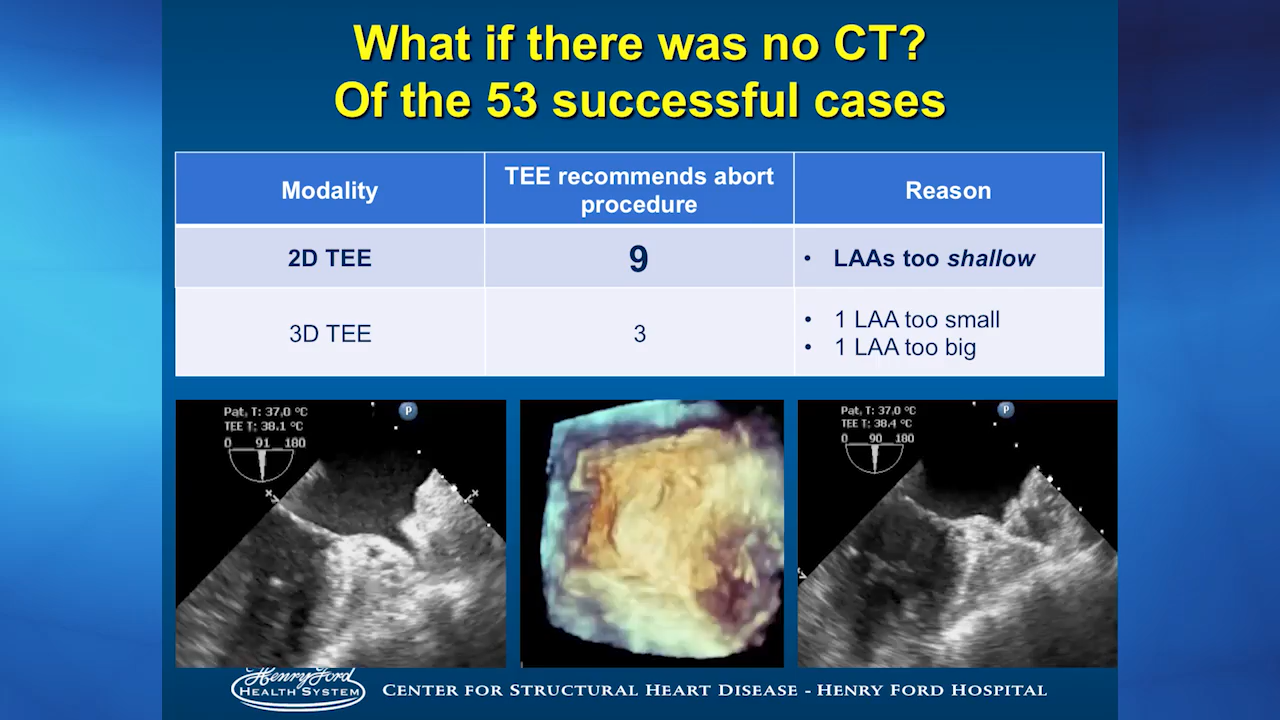 What if there was no CT?
Of the 53 successful cases
Modality
TEE recommends abort
procedure
Reason
2D TEE
9
• LAAs too shallow
3D TEE
3
• 1 LAA too small
• 1 LAA too big
Pat. T: 37.0 °C
TEE T: 38.1 °C
0 91 180
P
Pat. T: 37.0 °C
TEE T: 38.4 °C
0 90 180
P
Henry Ford
HEALTH SYSTEM
CENTER FOR STRUCTURAL HEART DISEASE - HENRY FORD HOSPITAL